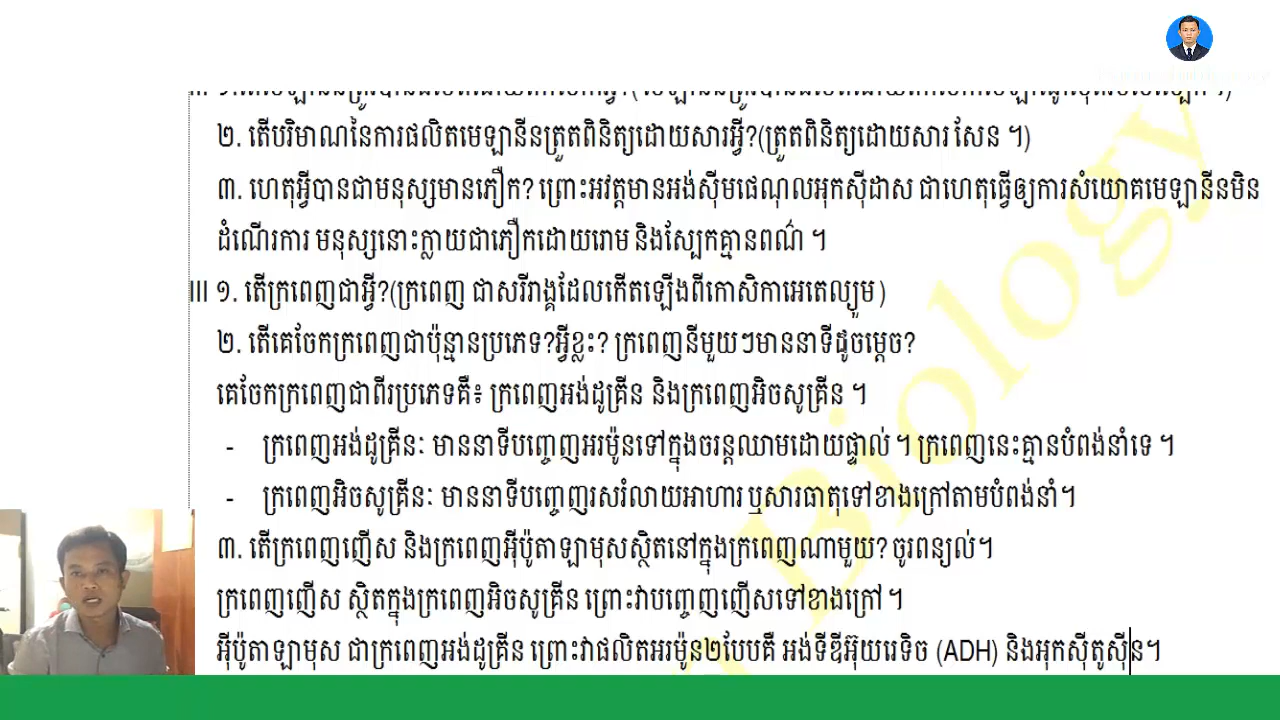 ២. តើបរិមាណនៃការផលិតមេឡានីនត្រួតពិនិត្យដោយសារអ្វី?(ត្រួតពិនិត្យដោយសារ សែន ។)
៣. ហេតុអ្វីបានជាមនុស្សមានភឿក? ព្រោះអវត្តមានអង់ស៊ីមផេណុលអុកស៊ីដាស ជាហេតុធ្វើឲ្យការសំយោគមេឡានីនមិន
ដំណើរការ មនុស្សនោះក្លាយជាភឿកដោយរោម និងស្បែកគ្មានពណ៌ ។
III ១. តើក្រពេញជាអ្វី?(ក្រពេញ ជាសរីរាង្គដែលកើតឡើងពីកោសិកាអេតេល្យូម )
២. តើគេចែកក្រពេញជាប៉ុន្មានប្រភេទ?អ្វីខ្លះ? ក្រពេញនីមួយៗមាននាទីដូចម្តេច?
គេចែកក្រពេញជាពីរប្រភេទគឺ៖ ក្រពេញអង់ដូគ្រីន និងក្រពេញអិចសូគ្រីន ។
- ក្រពេញអង់ដូគ្រីនៈ មាននាទីបញ្ចេញអរម៉ូនទៅក្នុងចរន្តឈាមដោយផ្ទាល់ ។ ក្រពេញនេះគ្មានបំពង់នាំទេ ។
- ក្រពេញអិចសូគ្រីនៈ មាននាទីបញ្ចេញរសរំលាយអាហារ ឬសារធាតុទៅខាងក្រៅតាមបំពង់នាំ។
៣. តើក្រពេញញើស និងក្រពេញអ៊ីប៉ូតាឡាមុសស្ថិតនៅក្នុងក្រពេញណាមួយ? ចូរពន្យល់។
ក្រពេញញើស ស្ថិតក្នុងក្រពេញអិចសូគ្រីន ព្រោះវាបញ្ចេញញើសទៅខាងក្រៅ ។
អ៊ីប៉ូតាឡាមុស ជាក្រពេញអង់ដូគ្រីន ព្រោះវាផលិតអរម៉ូន២បែបគឺ អង់ទីឌីអ៊ុយរេទិច (ADH) និងអុកស៊ីតូស៊ីន។
Biology